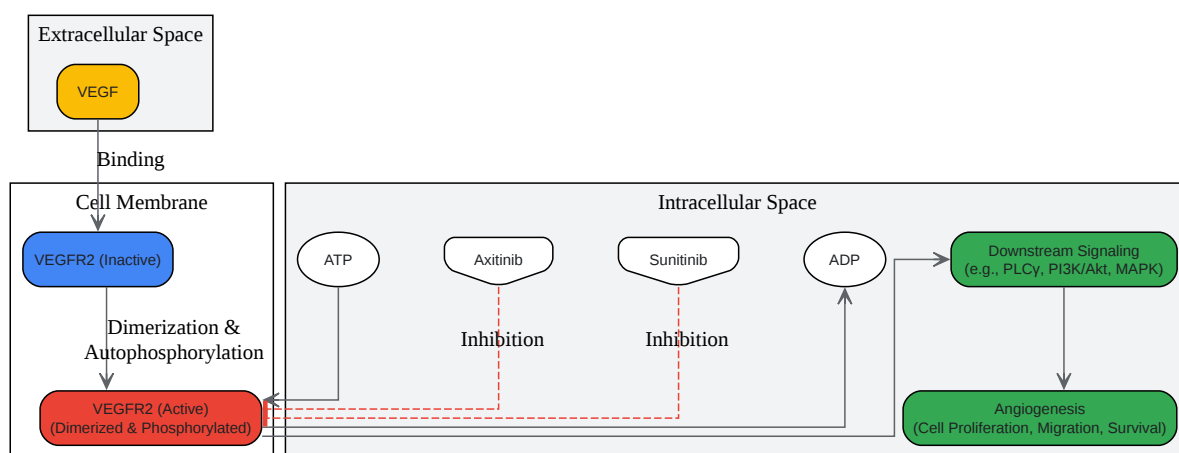 Extracellular Space
VEGF
Binding
Cell Membrane
Intracellular Space
VEGFR2 (Inactive)
ATP
Axitinib
Sunitinib
ADP
Downstream Signaling
(e.g., PLCγ, PI3K/Akt, MAPK)
Dimerization &
Autophosphorylation
Inhibition
Inhibition
VEGFR2 (Active)
(Dimerized & Phosphorylated)
Angiogenesis
(Cell Proliferation, Migration, Survival)